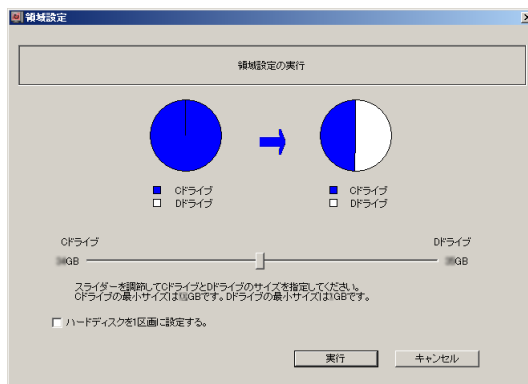 領域設定
領域設定の実行
Cドライブ
Dドライブ
Cドライブ
Dドライブ
Cドライブ
Dドライブ
GB
GB
スライダーを調節してCドライブとDドライブのサイズを指定してください。
Cドライブの最小サイズはGBです。Dドライブの最小サイズは1GBです。
ハードディスクを1区画に設定する。
実行
キャンセル